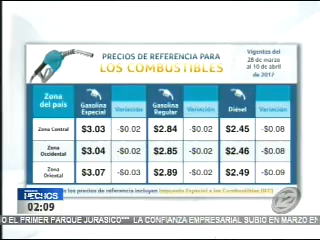 PRECIOS DE REFERENCIA PARA
LOS COMBUSTIBLES
Vigentes del
28 de marzo
al 10 de abril
de 2017
Zona del país Gasolina Especial Variación Gasolina Regular Variación Diésel Variación
Zona Central $3.03 -$0.02 $2.84 -$0.02 $2.45 -$0.08
Zona Occidental $3.04 -$0.02 $2.85 -$0.02 $2.46 -$0.08
Zona Oriental $3.07 -$0.03 $2.89 -$0.02 $2.49 -$0.09
los precios de referencia incluyen Impuesto Especial a los Combustibles (IEC)
HECHOS
02:09
12
O EL PRIMER PARQUE JURASICO*** LA CONFIANZA EMPRESARIAL SUBIO EN MARZO EN